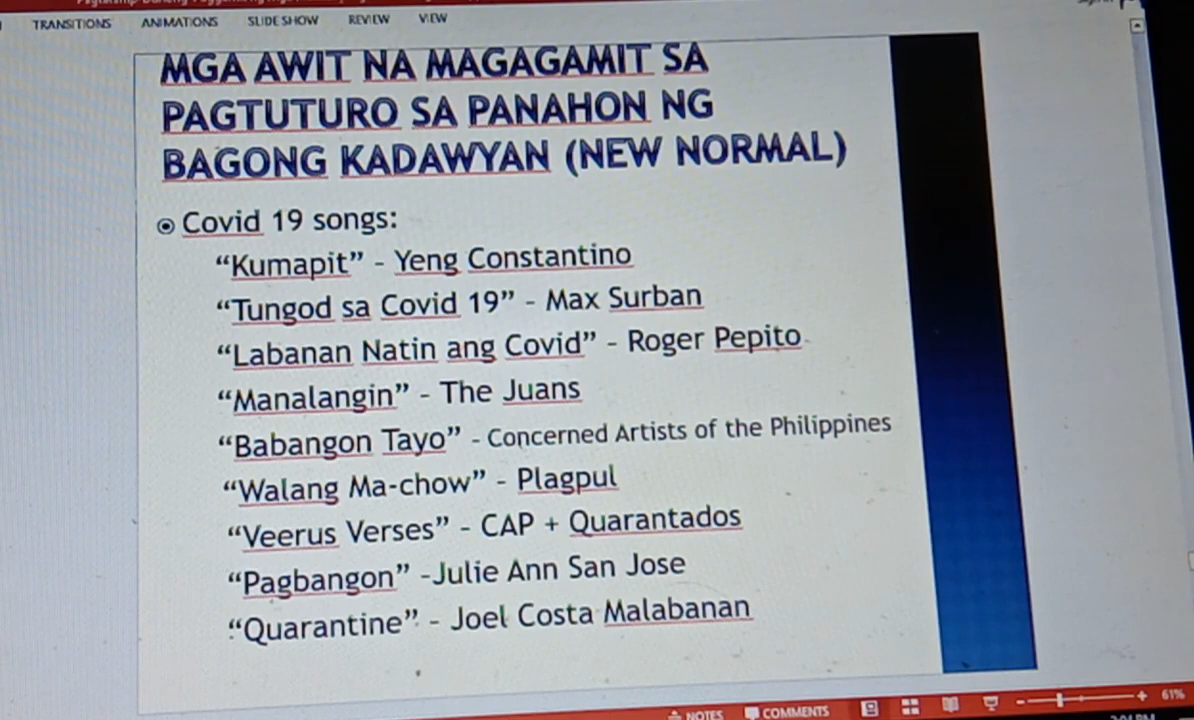 TRANSITIONS ANIMATIONS SLIDE SHOW REVIEW VIEW
MGA AWIT NA MAGAGAMIT SA
PAGTUTURO SA PANAHON NG
BAGONG KADAWYAN (NEW NORMAL)
Covid 19 songs:
“Kumapit” - Yeng Constantino
“Tungod sa Covid 19” - Max Surban
“Labanan Natin ang Covid” - Roger Pepito
“Manalangin” - The Juans
“Babangon Tayo” - Concerned Artists of the Philippines
“Walang Ma-chow” - Plagpul
“Veerus Verses” - CAP + Quarantados
“Pagbangon” -Julie Ann San Jose
“Quarantine” - Joel Costa Malabanan
NOTES COMMENTS 61%